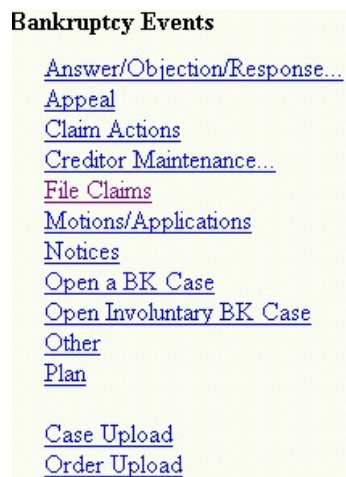 Bankruptcy Events
Answer/Objection/Response...
Appeal
Claim Actions
Creditor Maintenance...
File Claims
Motions/Applications
Notices
Open a BK Case
Open Involuntary BK Case
Other
Plan
Case Upload
Order Upload